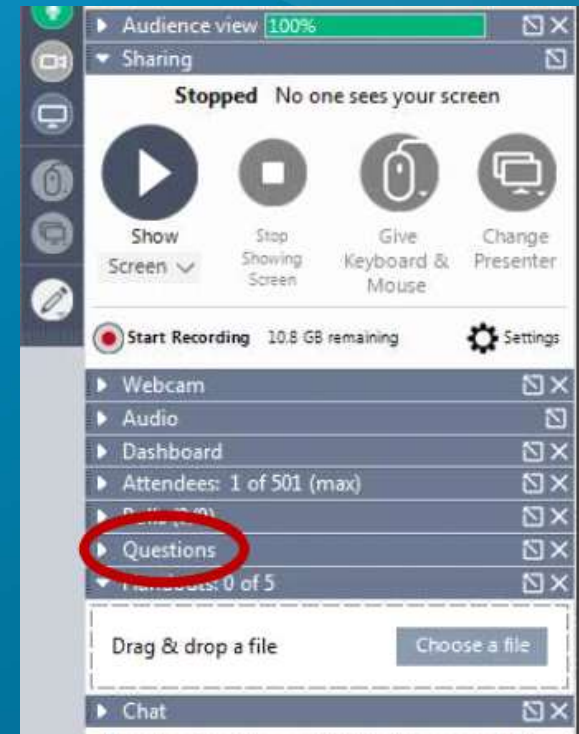 Audience view 100%
Sharing
Stopped No one sees your screen
Show
Screen
Stop
Showing
Screen
Give
Keyboard &
Mouse
Change
Presenter
Start Recording 10.8 GB remaining Settings
Webcam
Audio
Dashboard
Attendees: 1 of 501 (max)
Questions
Handouts: 0 of 5
Drag & drop a file Choose a file
Chat